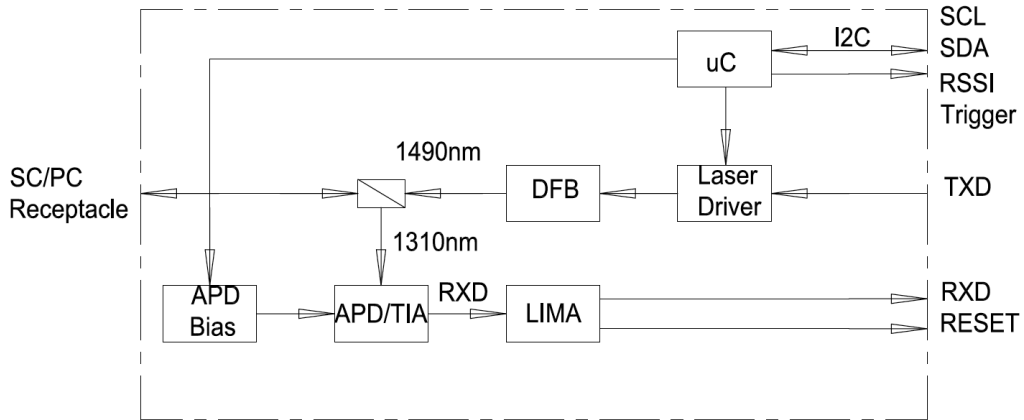 SCL
I2C
SDA
uC
RSSI
Trigger
1490nm
SC/PC
Receptacle
DFB
Laser
Driver
TXD
1310nm
APD
Bias
APD/TIA
RXD
LIMA
RXD
RESET